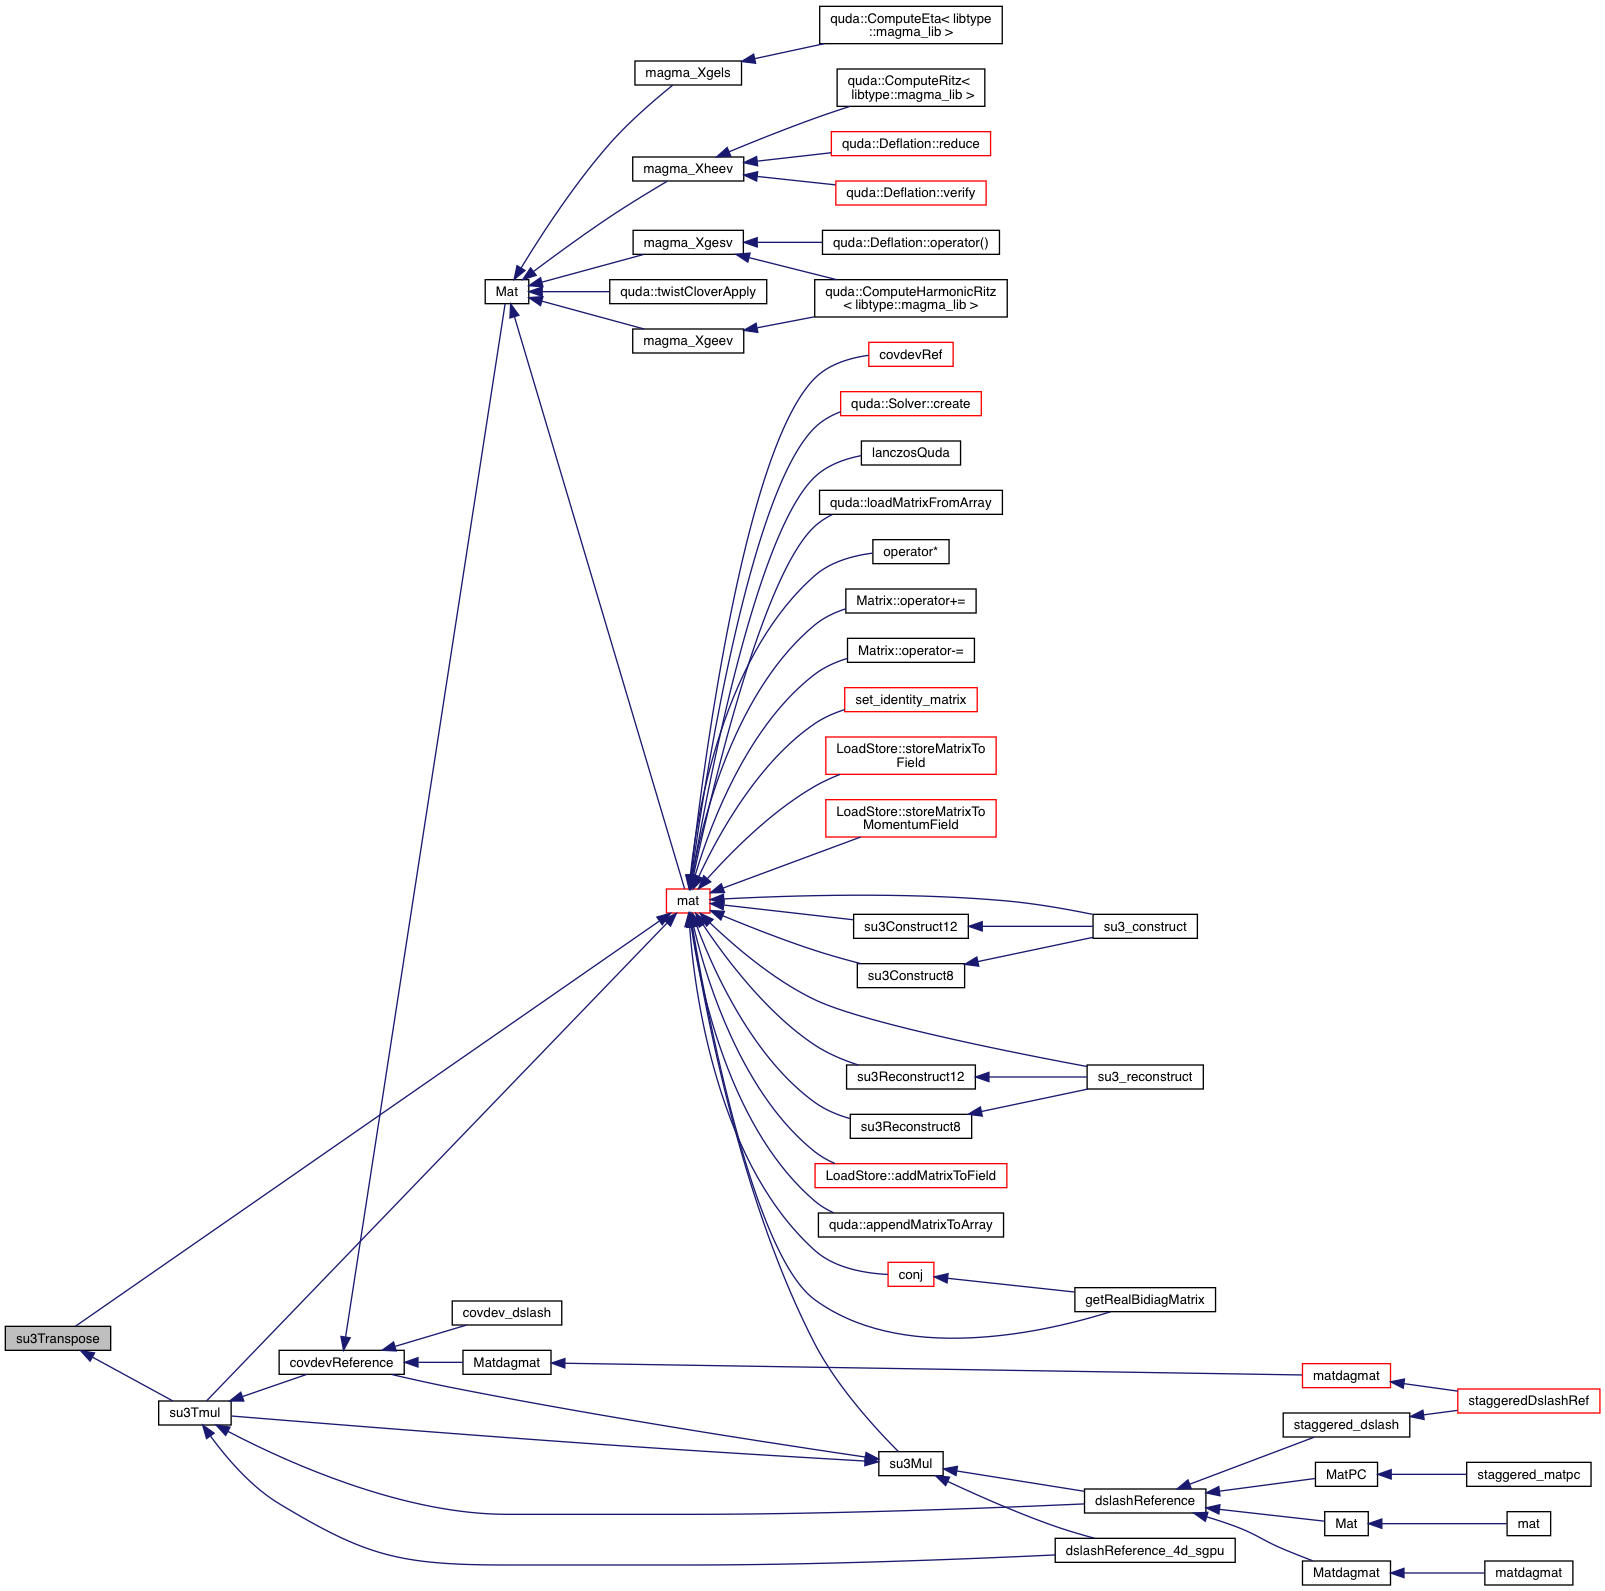 quda::ComputeEta< libtype
::magma_lib >
magma_Xgels
quda::ComputeRitz<
libtype::magma_lib >
quda::Deflation::reduce
magma_Xheev
quda::Deflation::verify
magma_Xgesv
quda::Deflation::operator()
Mat
quda::twistCloverApply
quda::ComputeHarmonicRitz
< libtype::magma_lib >
magma_Xgeev
covdevRef
quda::Solver::create
lanczosQuda
quda::loadMatrixFromArray
operator*
Matrix::operator+=
Matrix::operator-=
set_identity_matrix
LoadStore::storeMatrixTo
Field
LoadStore::storeMatrixTo
MomentumField
mat
su3Construct12
su3_construct
su3Construct8
su3Reconstruct12
su3_reconstruct
su3Reconstruct8
LoadStore::addMatrixToField
quda::appendMatrixToArray
conj
getRealBidiagMatrix
covdev_dslash
su3Transpose
covdevReference
Matdagmat
matdagmat
staggeredDslashRef
su3Tmul
staggered_dslash
su3Mul
MatPC
staggered_matpc
dslashReference
Mat
mat
dslashReference_4d_sgpu
Matdagmat
matdagmat